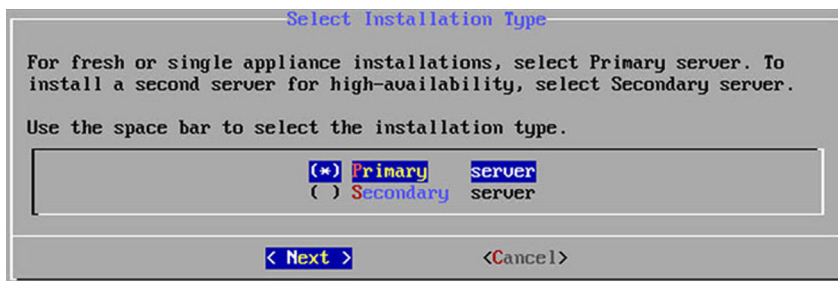 Select Installation Type
For fresh or single appliance installations, select Primary server. To
install a second server for high-availability, select Secondary server.
Use the space bar to select the installation type.
(*) Primary server
( ) Secondary server
< Next > <Cancel>